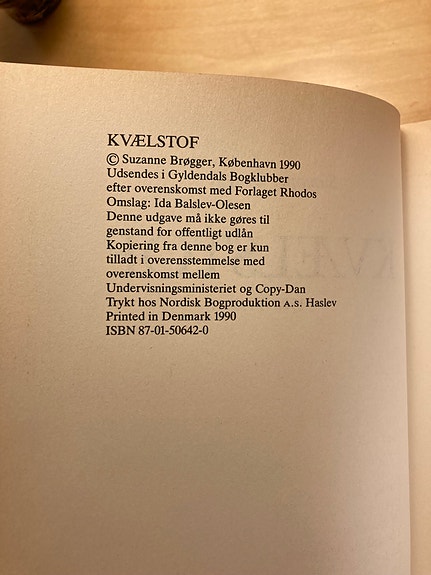 KVÆLSTOF
© Suzanne Brøgger, København 1990
Udsendes i Gyldendals Bogklubber
efter overenskomst med Forlaget Rhodos
Omslag: Ida Balslev-Olesen
Denne udgave må ikke gøres til
genstand for offentligt udlån
Kopiering fra denne bog er kun
tilladt i overensstemmelse med
overenskomst mellem
Undervisningsministeriet og Copy-Dan
Trykt hos Nordisk Bogproduktion A.S. Haslev
Printed in Denmark 1990
ISBN 87-01-50642-0